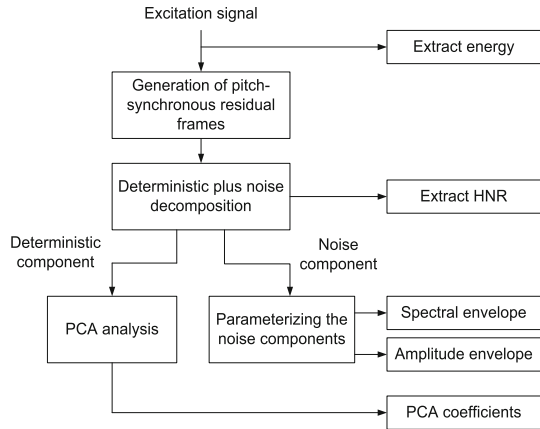 Excitation signal
Extract energy
Generation of pitch-
synchronous residual
frames
Deterministic plus noise
decomposition
Extract HNR
Deterministic
component
Noise
component
PCA analysis
Parameterizing the
noise components
Spectral envelope
Amplitude envelope
PCA coefficients